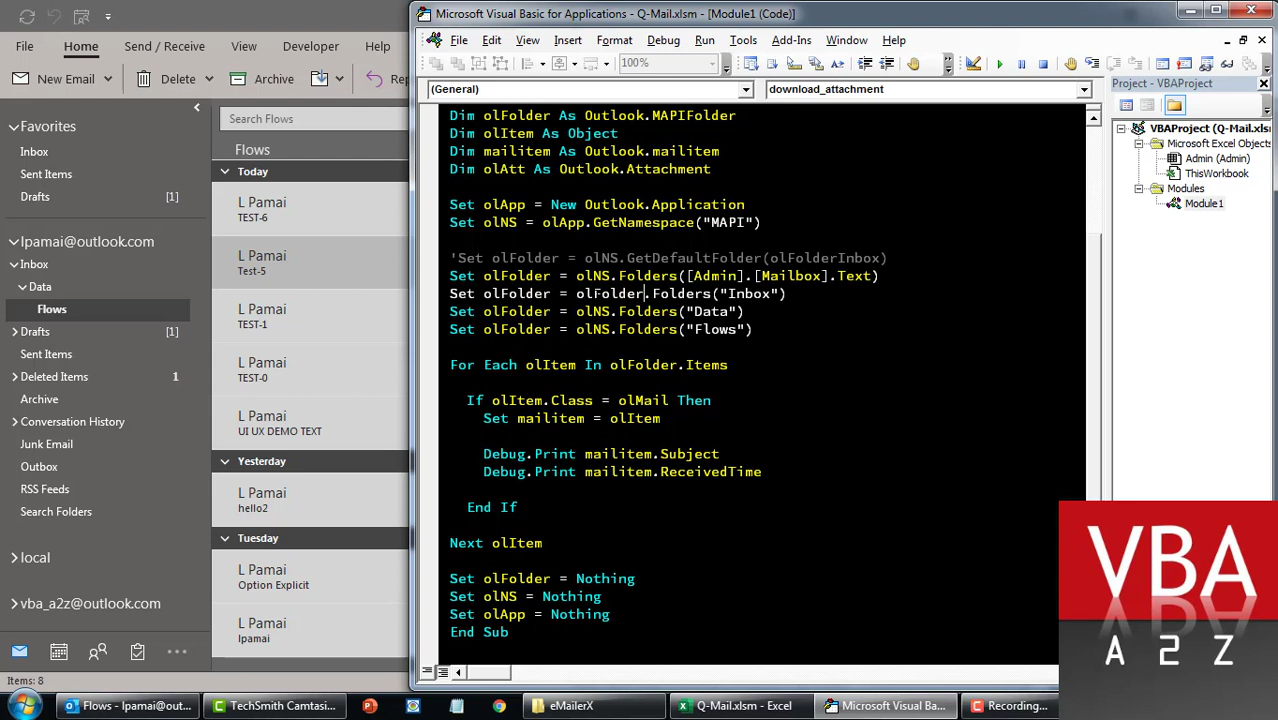 Microsoft Visual Basic for Applications - Q-Mail.xlsm - [Module1 (Code)]
File
Home
Send / Receive
View
Developer
Help
New Email
Delete
Archive
Favorites
Inbox
Sent Items
Drafts
[1]
lpamai@outlook.com
Inbox
Data
Flows
Drafts
[1]
Sent Items
Deleted Items
1
Archive
Conversation History
Junk Email
Outbox
RSS Feeds
Search Folders
local
vba_a2z@outlook.com
Items: 8
Search Flows
Flows
Today
L Pamai
TEST-6
L Pamai
Test-5
L Pamai
TEST-1
L Pamai
TEST-0
L Pamai
UI UX DEMO TEXT
Yesterday
L Pamai
hello2
Tuesday
L Pamai
Option Explicit
L Pamai
lpamai
File Edit View Insert Format Debug Run Tools Add-Ins Window Help
100%
(General)
download_attachment
Dim olFolder As Outlook.MAPIFolder
Dim olItem As Object
Dim mailitem As Outlook.mailitem
Dim olAtt As Outlook.Attachment
Set olApp = New Outlook.Application
Set olNS = olApp.GetNamespace("MAPI")
'Set olFolder = olNS.GetDefaultFolder(olFolderInbox)
Set olFolder = olNS.Folders([Admin].[Mailbox].Text)
Set olFolder = olFolder.Folders("Inbox")
Set olFolder = olNS.Folders("Data")
Set olFolder = olNS.Folders("Flows")
For Each olItem In olFolder.Items
If olItem.Class = olMail Then
Set mailitem = olItem
Debug.Print mailitem.Subject
Debug.Print mailitem.ReceivedTime
End If
Next olItem
Set olFolder = Nothing
Set olNS = Nothing
Set olApp = Nothing
End Sub
Project - VBAProject
VBAProject (Q-Mail.xlsm
Microsoft Excel Objects
Admin (Admin)
ThisWorkbook
Modules
Module1
VBA
A2Z
Flows - lpamai@out...
TechSmith Camtasi...
eMailerX
Q-Mail.xlsm - Excel
Microsoft Visual Ba...
Recording...